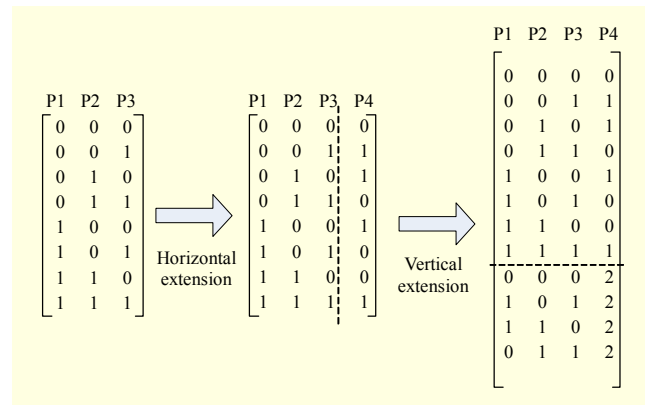 P1 P2 P3
0 0 0
0 0 1
0 1 0
0 1 1
1 0 0
1 0 1
1 1 0
1 1 1
Horizontal
extension
P1 P2 P3 P4
0 0 0 0
0 0 1 1
0 1 0 1
0 1 1 0
1 0 0 1
1 0 1 0
1 1 0 0
1 1 1 1
Vertical
extension
P1 P2 P3 P4
0 0 0 0
0 0 1 1
0 1 0 1
0 1 1 0
1 0 0 1
1 0 1 0
1 1 0 0
1 1 1 1
0 0 0 2
1 0 1 2
1 1 0 2
0 1 1 2